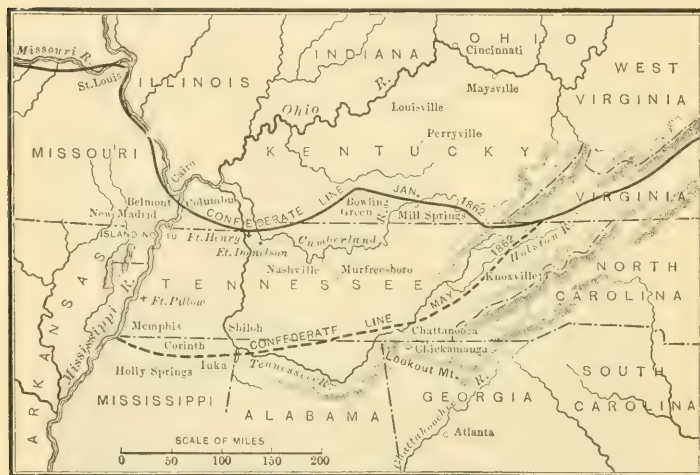 Missouri R.
St. Louis
ILLINOIS
INDIANA
OHIO
Cincinnati
Maysville
WEST
VIRGINIA
Ohio R.
Louisville
Perryville
MISSOURI
KENTUCKY
VIRGINIA
Cairo
Belmont
Columbus
New Madrid
ISLAND NO. 10
CONFEDERATE LINE JAN. 1862
Bowling
Green
Mill Springs
Ft. Henry
Ft. Donelson
Cumberland R.
Nashville
Murfreesboro
TENNESSEE
Knoxville
Holston R.
NORTH
CAROLINA
ARKANSAS
Mississippi R.
Ft. Pillow
Memphis
Shiloh
CONFEDERATE LINE MAY 1862
Chattanooga
Chickamauga
Lookout Mt.
Corinth
Iuka
Tennessee R.
Holly Springs
MISSISSIPPI
ALABAMA
GEORGIA
SOUTH
CAROLINA
Chattahoochee R.
Atlanta
SCALE OF MILES
0 50 100 150 200